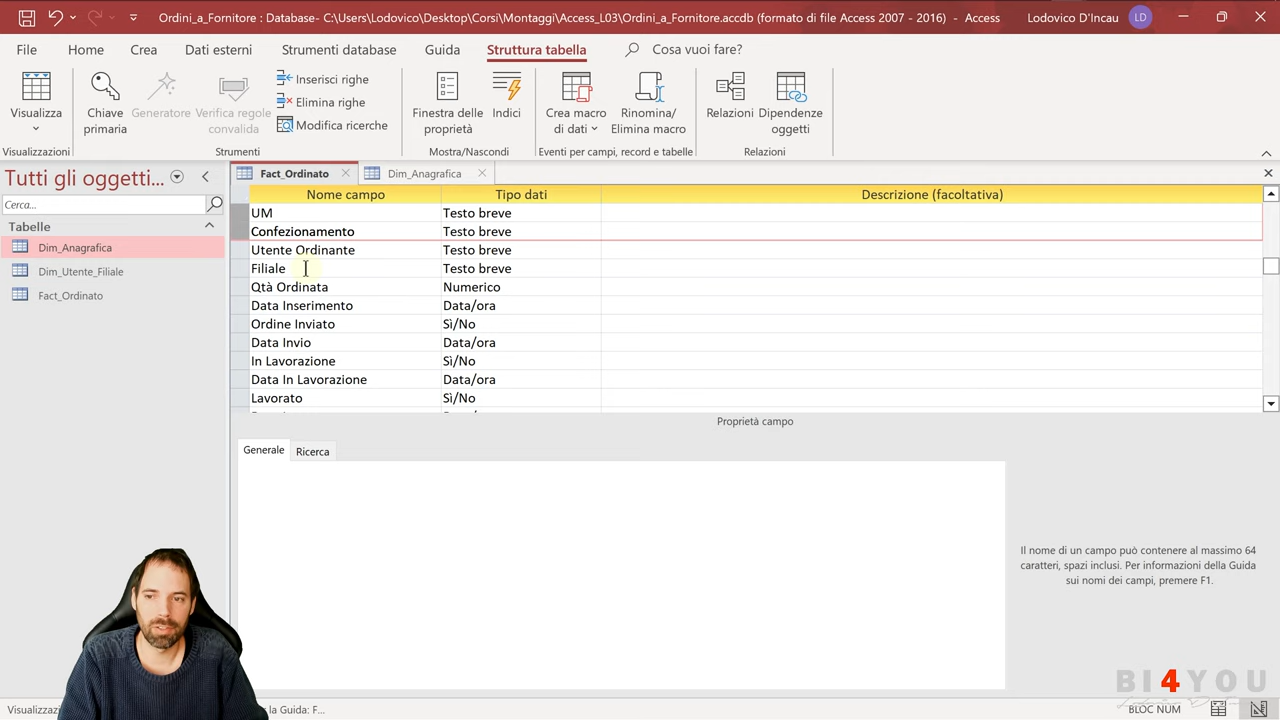 Ordini_a_Fornitore : Database- C:\Users\Lodovico\Desktop\Corsi\Montaggi\Access_L03\Ordini_a_Fornitore.accdb (formato di file Access 2007 - 2016) - Access
Lodovico D'Incau
LD
File
Home
Crea
Dati esterni
Strumenti database
Guida
Struttura tabella
Cosa vuoi fare?
Visualizza
Chiave primaria
Generatore
Verifica regole convalida
Inserisci righe
Elimina righe
Modifica ricerche
Finestra delle proprietà
Indici
Crea macro di dati
Rinomina/ Elimina macro
Relazioni
Dipendenze oggetti
Visualizzazioni
Strumenti
Mostra/Nascondi
Eventi per campi, record e tabelle
Relazioni
Tutti gli oggetti...
Cerca...
Tabelle
Dim_Anagrafica
Dim_Utente_Filiale
Fact_Ordinato
Fact_Ordinato
Dim_Anagrafica
Nome campo Tipo dati Descrizione (facoltativa)
UM Testo breve
Confezionamento Testo breve
Utente Ordinante Testo breve
Filiale Testo breve
Qtà Ordinata Numerico
Data Inserimento Data/ora
Ordine Inviato Sì/No
Data Invio Data/ora
In Lavorazione Sì/No
Data In Lavorazione Data/ora
Lavorato Sì/No
Proprietà campo
Generale
Ricerca
Il nome di un campo può contenere al massimo 64
caratteri, spazi inclusi. Per informazioni della Guida
sui nomi dei campi, premere F1.
BI4YOU
la Guida: F...
BLOC NUM